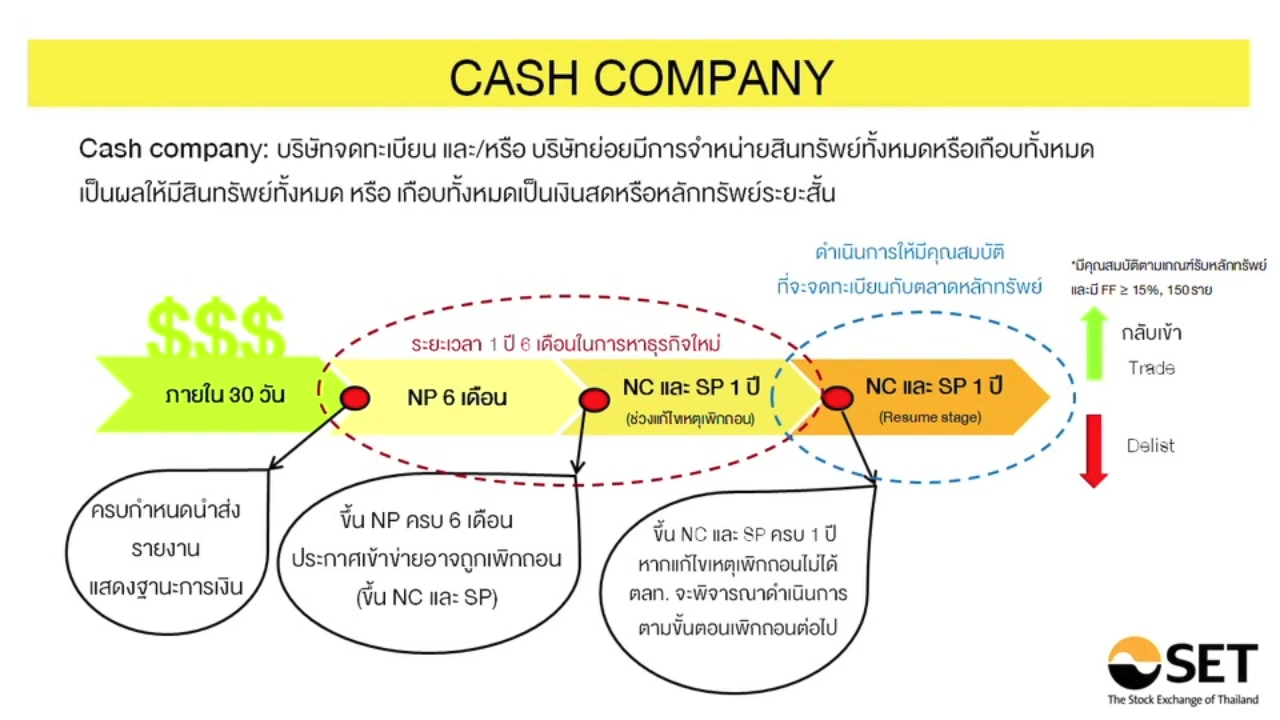 CASH COMPANY
Cash company: บริษัทจดทะเบียน และ/หรือ บริษัทย่อยมีการจำหน่ายสินทรัพย์ทั้งหมดหรือเกือบทั้งหมด
เป็นผลให้มีสินทรัพย์ทั้งหมด หรือ เกือบทั้งหมดเป็นเงินสดหรือหลักทรัพย์ระยะสั้น
ดำเนินการให้มีคุณสมบัติ
ที่จะจดทะเบียนกับตลาดหลักทรัพย์
*มีคุณสมบัติตามเกณฑ์รับหลักทรัพย์
และมี FF ≥ 15%, 150 ราย
$$$
ระยะเวลา 1 ปี 6 เดือนในการหาธุรกิจใหม่
กลับเข้า
Trade
ภายใน 30 วัน
NP 6 เดือน
NC และ SP 1 ปี
(ช่วงแก้ไขเหตุเพิกถอน)
NC และ SP 1 ปี
(Resume stage)
Delist
ครบกำหนดนำส่ง
รายงาน
แสดงฐานะการเงิน
ขึ้น NP ครบ 6 เดือน
ประกาศเข้าข่ายอาจถูกเพิกถอน
(ขึ้น NC และ SP)
ขึ้น NC และ SP ครบ 1 ปี
หากแก้ไขเหตุเพิกถอนไม่ได้
ตลท. จะพิจารณาดำเนินการ
ตามขั้นตอนเพิกถอนต่อไป
SET
The Stock Exchange of Thailand